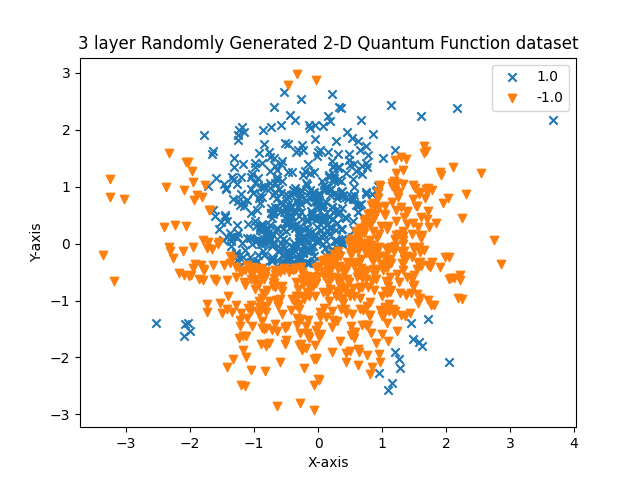 3 layer Randomly Generated 2-D Quantum Function dataset
1.0
-1.0
Y-axis
3
2
1
0
−1
−2
−3
−3 −2 −1 0 1 2 3 4
X-axis